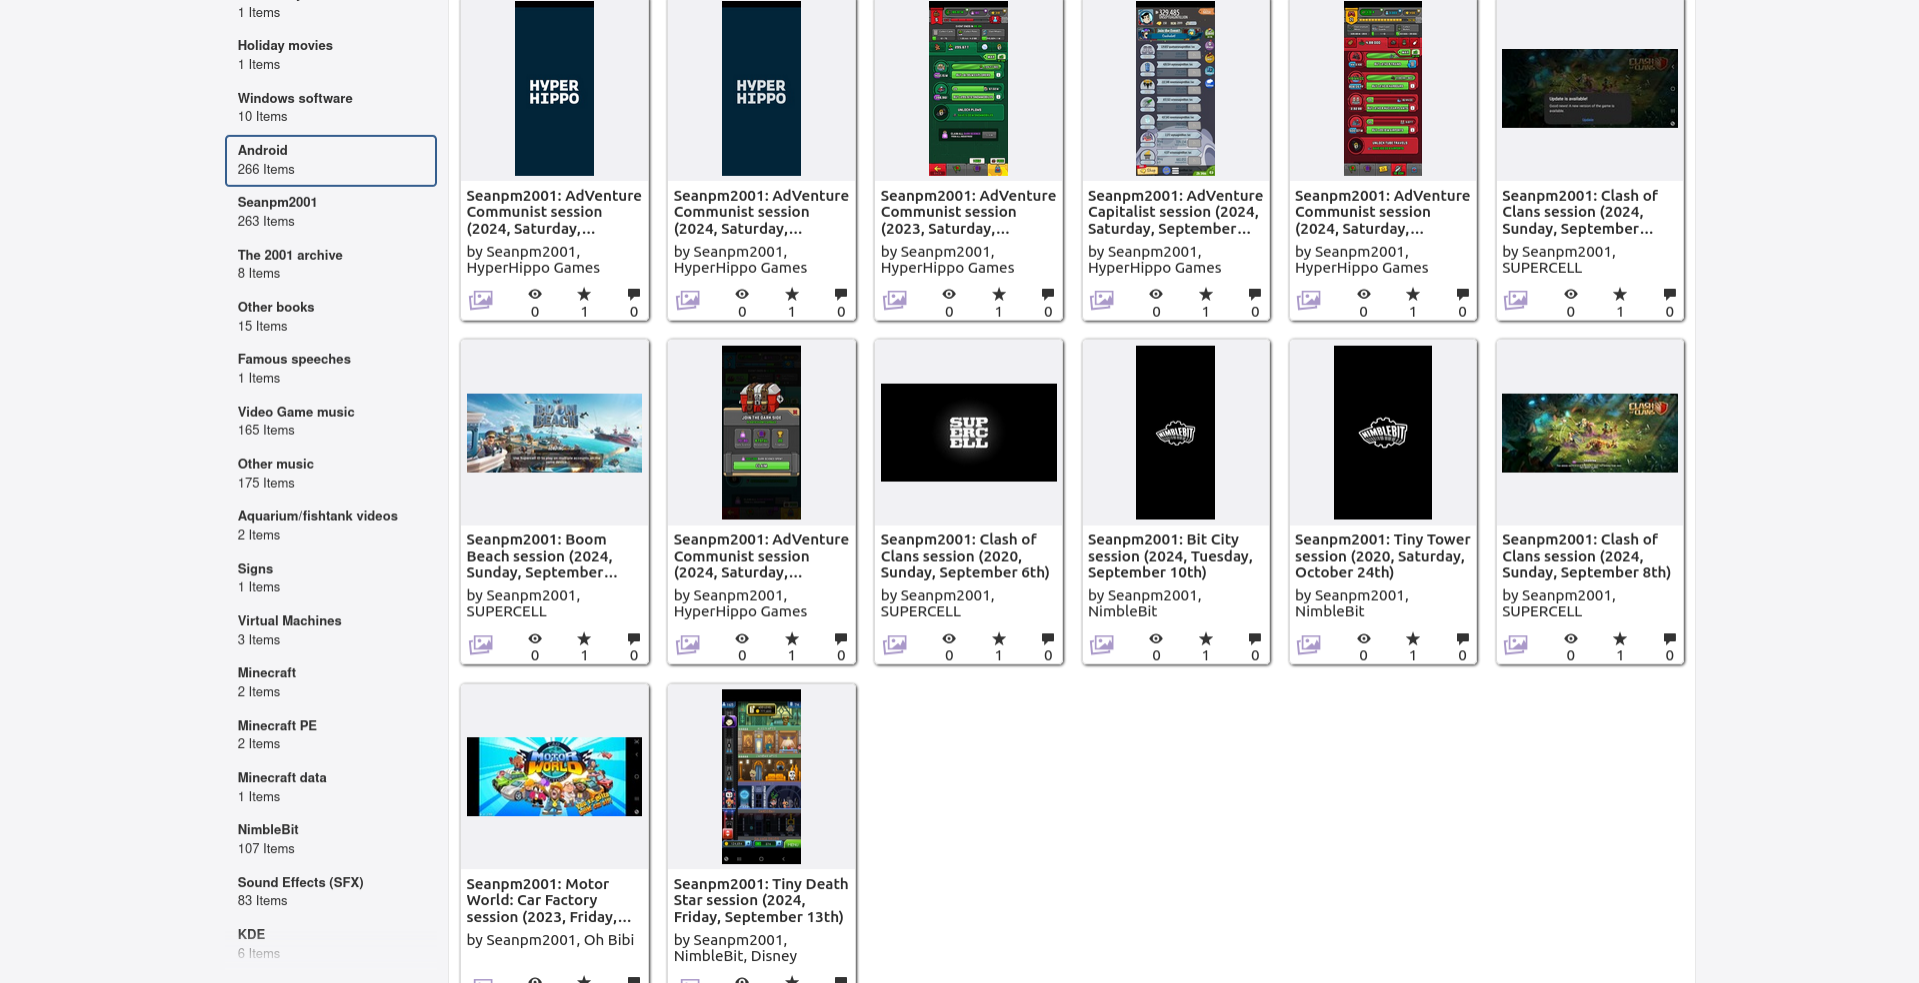 1 Items
Holiday movies
1 Items
Windows software
10 Items
Android
266 Items
Seanpm2001
263 Items
The 2001 archive
8 Items
Other books
15 Items
Famous speeches
1 Items
Video Game music
165 Items
Other music
175 Items
Aquarium/fishtank videos
2 Items
Signs
1 Items
Virtual Machines
3 Items
Minecraft
2 Items
Minecraft PE
2 Items
Minecraft data
1 Items
NimbleBit
107 Items
Sound Effects (SFX)
83 Items
KDE
6 Items
HYPER
HIPPO
Seanpm2001: AdVenture
Communist session
(2024, Saturday,...
by Seanpm2001,
HyperHippo Games
0 1 0
HYPER
HIPPO
Seanpm2001: AdVenture
Communist session
(2024, Saturday,...
by Seanpm2001,
HyperHippo Games
0 1 0
Seanpm2001: AdVenture
Communist session
(2023, Saturday,...
by Seanpm2001,
HyperHippo Games
0 1 0
Seanpm2001: AdVenture
Capitalist session (2024,
Saturday, September...
by Seanpm2001,
HyperHippo Games
0 1 0
Seanpm2001: AdVenture
Communist session
(2024, Saturday,...
by Seanpm2001,
HyperHippo Games
0 1 0
Update is available!
Seanpm2001: Clash of
Clans session (2024,
Sunday, September...
by Seanpm2001,
SUPERCELL
0 1 0
BOOM
BEACH
Seanpm2001: Boom
Beach session (2024,
Sunday, September...
by Seanpm2001,
SUPERCELL
0 1 0
JOIN THE DARK SIDE
Seanpm2001: AdVenture
Communist session
(2024, Saturday,...
by Seanpm2001,
HyperHippo Games
0 1 0
SUP
ERC
ELL
Seanpm2001: Clash of
Clans session (2020,
Sunday, September 6th)
by Seanpm2001,
SUPERCELL
0 1 0
NIMBLEBIT
Seanpm2001: Bit City
session (2024, Tuesday,
September 10th)
by Seanpm2001,
NimbleBit
0 1 0
NIMBLEBIT
Seanpm2001: Tiny Tower
session (2020, Saturday,
October 24th)
by Seanpm2001,
NimbleBit
0 1 0
CLASH
OF CLANS
Seanpm2001: Clash of
Clans session (2024,
Sunday, September 8th)
by Seanpm2001,
SUPERCELL
0 1 0
MOTOR
WORLD
Seanpm2001: Motor
World: Car Factory
session (2023, Friday,...
by Seanpm2001, Oh Bibi
Seanpm2001: Tiny Death
Star session (2024,
Friday, September 13th)
by Seanpm2001,
NimbleBit, Disney